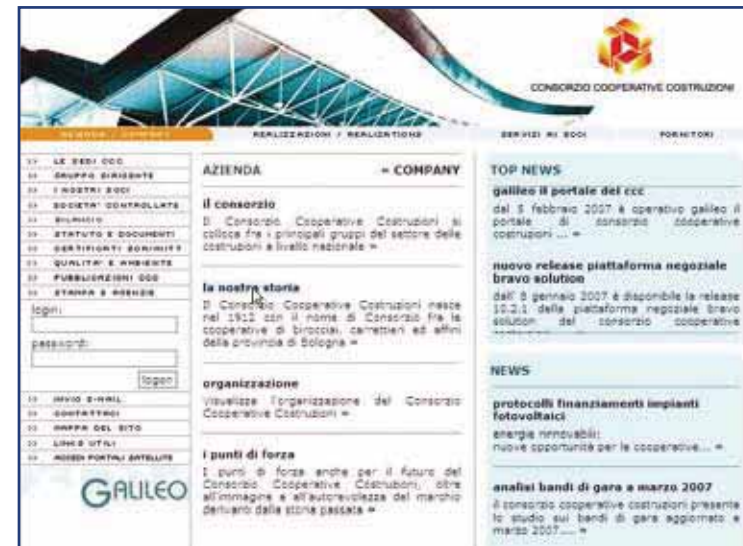 CONSORZIO COOPERATIVE COSTRUZIONI
AZIENDA / COMPANY
REALIZZAZIONI / REALIZATIONS
SERVIZI AI SOCI
FORNITORI
>> LE SEDI CCC
>> GRUPPO DIRIGENTE
>> I NOSTRI SOCI
>> SOCIETA' CONTROLLATE
>> BILANCIO
>> STATUTO E DOCUMENTI
>> QUALITA' E AMBIENTE
>> PUBBLICAZIONI CCC
>> STAMPA E AGENZIE
login:
password:
logon
>> INVIO E-MAIL
>> CONTATTACI
>> MAPPA DEL SITO
>> LINKS UTILI
>> ACCEDI PORTALI SATELLITE
GALILEO
AZIENDA
» COMPANY
il consorzio
Il Consorzio Cooperative Costruzioni si
colloca fra i principali gruppi del settore delle
costruzioni a livello nazionale »
la nostra storia
Il Consorzio Cooperative Costruzioni nasce
nel 1912 con il nome di Consorzio fra le
cooperative di birocciai, carrettieri ed affini
della provincia di Bologna »
organizzazione
visualizza l'organizzazione del Consorzio
Cooperative Costruzioni »
i punti di forza
I punti di forza anche per il futuro del
Consorzio Cooperative Costruzioni, oltre
all'immagine e all'autorevolezza del marchio
derivano dalla storia passata »
TOP NEWS
galileo il portale del ccc
dal 5 febbraio 2007 è operativo galileo il
portale di consorzio cooperative
costruzioni ... »
nuovo release piattaforma negoziale
bravo solution
dall' 8 gennaio 2007 è disponibile la release
10.2.1 della piattaforma negoziale bravo
solution del consorzio cooperative
NEWS
protocolli finanziamenti impianti
fotovoltaici
energie rinnovabili:
nuove opportunità per le cooperative... »
analisi bandi di gara a marzo 2007
il consorzio cooperative costruzioni presenta
lo studio sui bandi di gara aggiornato a
marzo 2007.... »